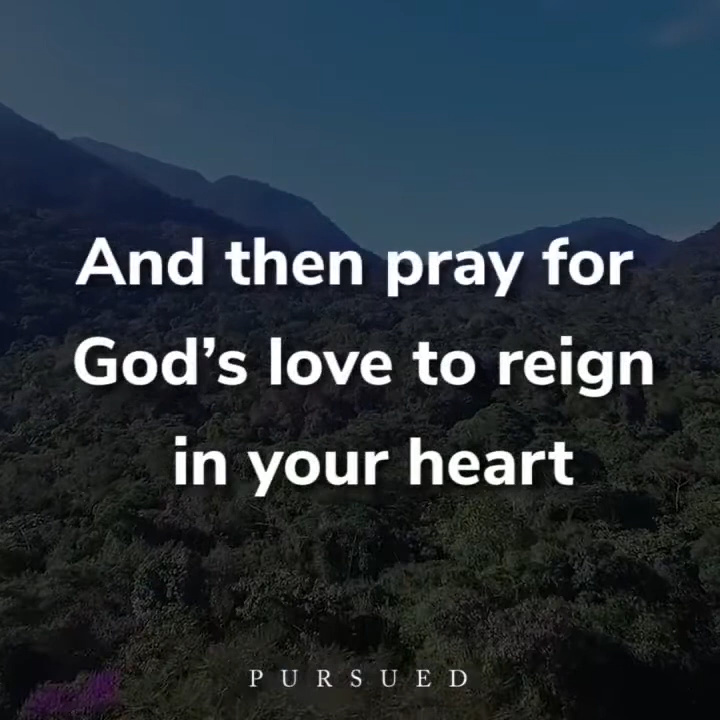 And then pray for
God’s love to reign
in your heart
PURSUED